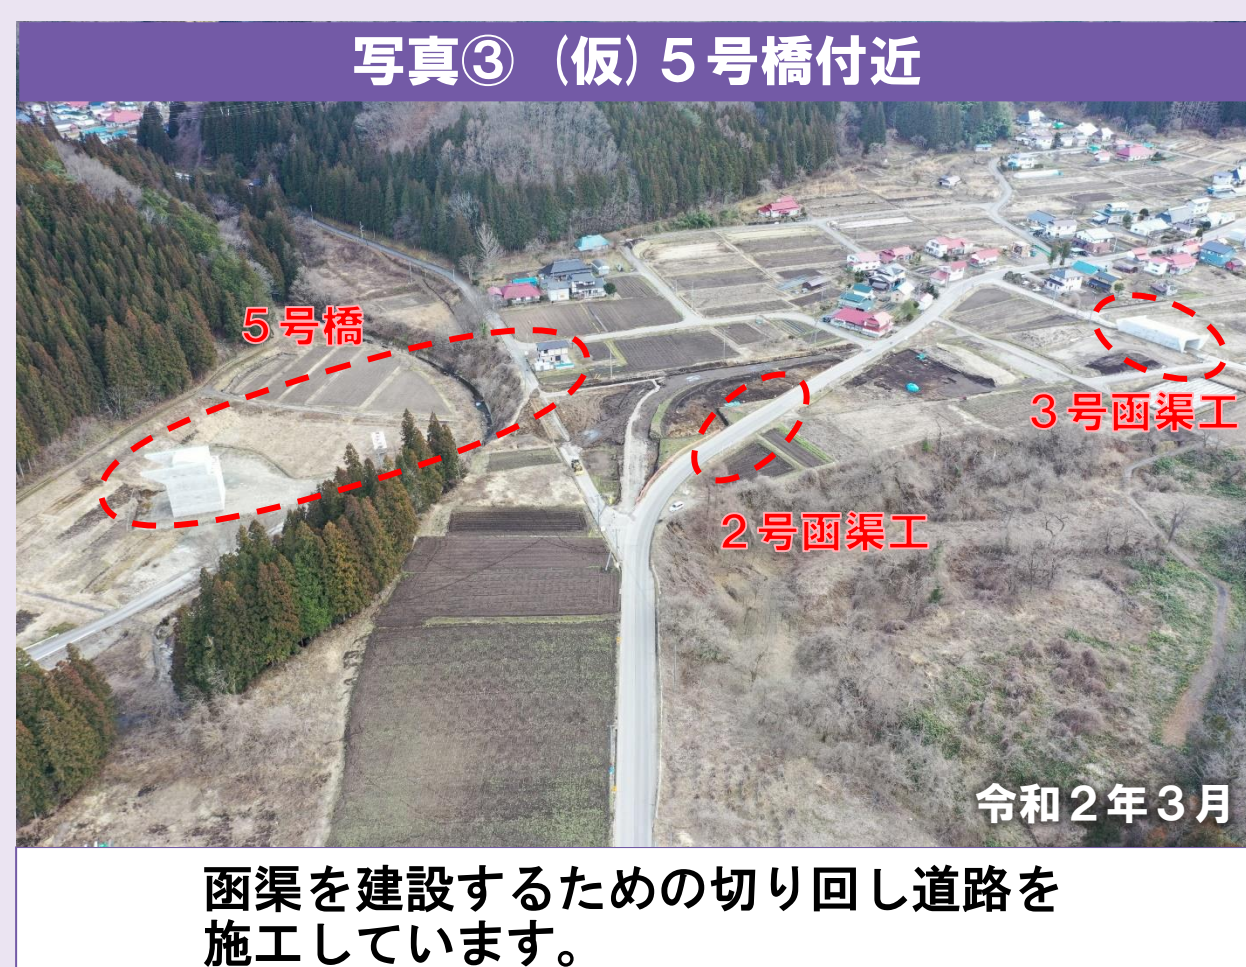 写真③ (仮)５号橋付近
５号橋
３号函渠工
２号函渠工
令和２年３月
函渠を建設するための切り回し道路を
施工しています。